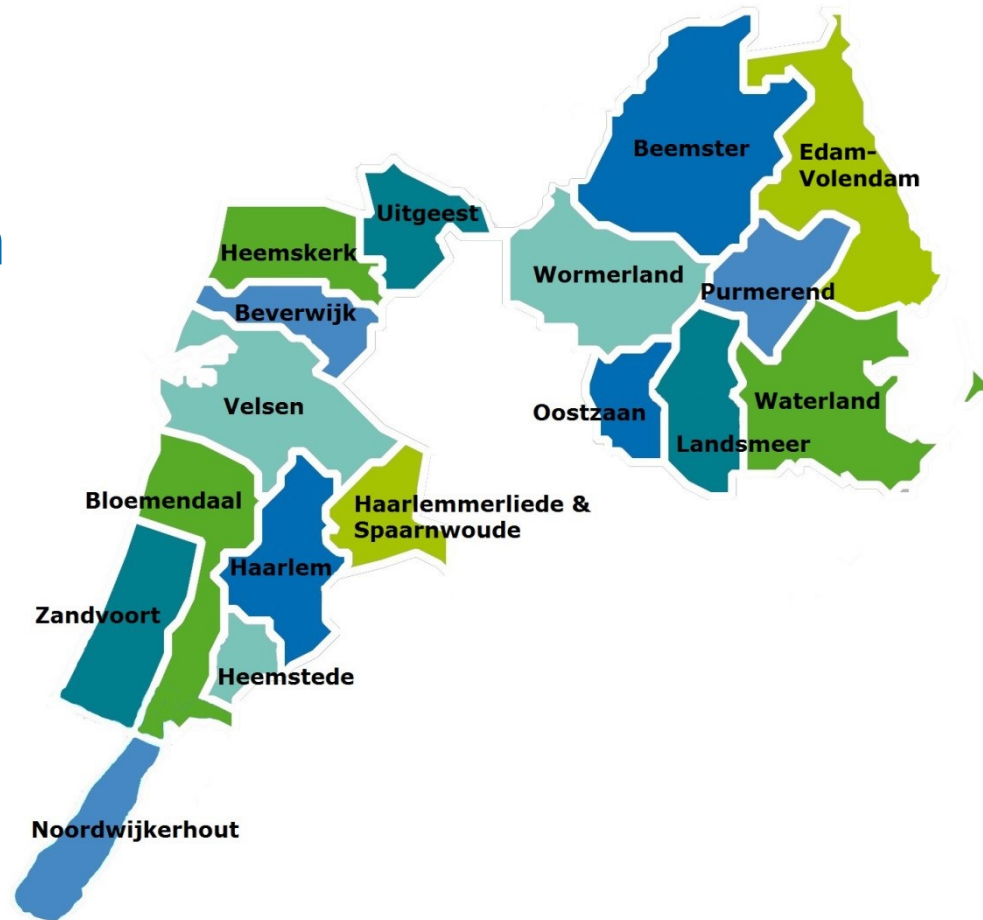 Beemster
Edam-
Volendam
Uitgeest
Heemskerk
Wormerland
Purmerend
Beverwijk
Velsen
Waterland
Oostzaan
Landsmeer
Bloemendaal
Haarlemmerliede &
Spaarnwoude
Haarlem
Zandvoort
Heemstede
Noordwijkerhout